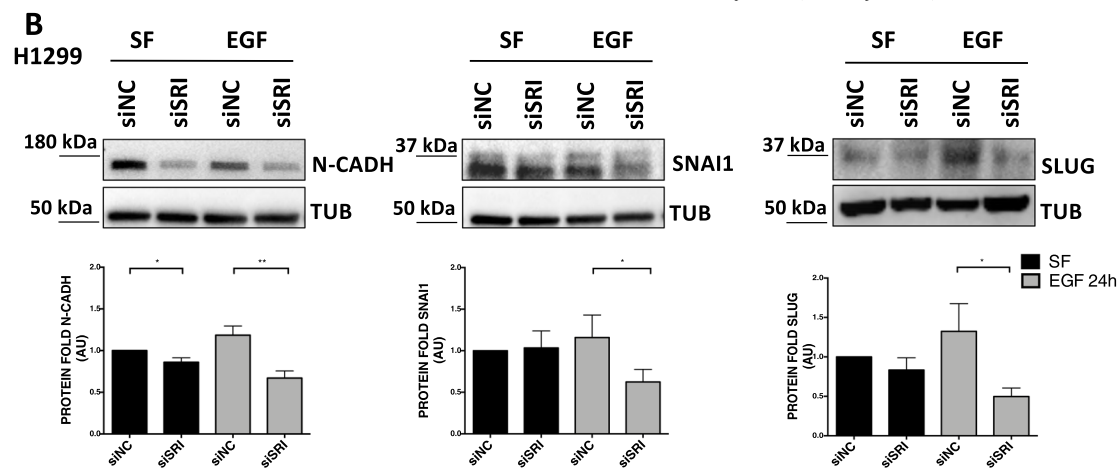 B
H1299
SF EGF
siNC siSRI siNC siSRI
180 kDa
N-CADH
50 kDa
TUB
PROTEIN FOLD N-CADH
(AU)
2.0
1.5
1.0
0.5
0.0
* **
siNC siSRI siNC siSRI
SF EGF
siNC siSRI siNC siSRI
37 kDa
SNAI1
50 kDa
TUB
PROTEIN FOLD SNAI1
(AU)
2.0
1.5
1.0
0.5
0.0
*
siNC siSRI siNC siSRI
SF EGF
siNC siSRI siNC siSRI
37 kDa
SLUG
50 kDa
TUB
PROTEIN FOLD SLUG
(AU)
2.0
1.5
1.0
0.5
0.0
*
siNC siSRI siNC siSRI
SF
EGF 24h